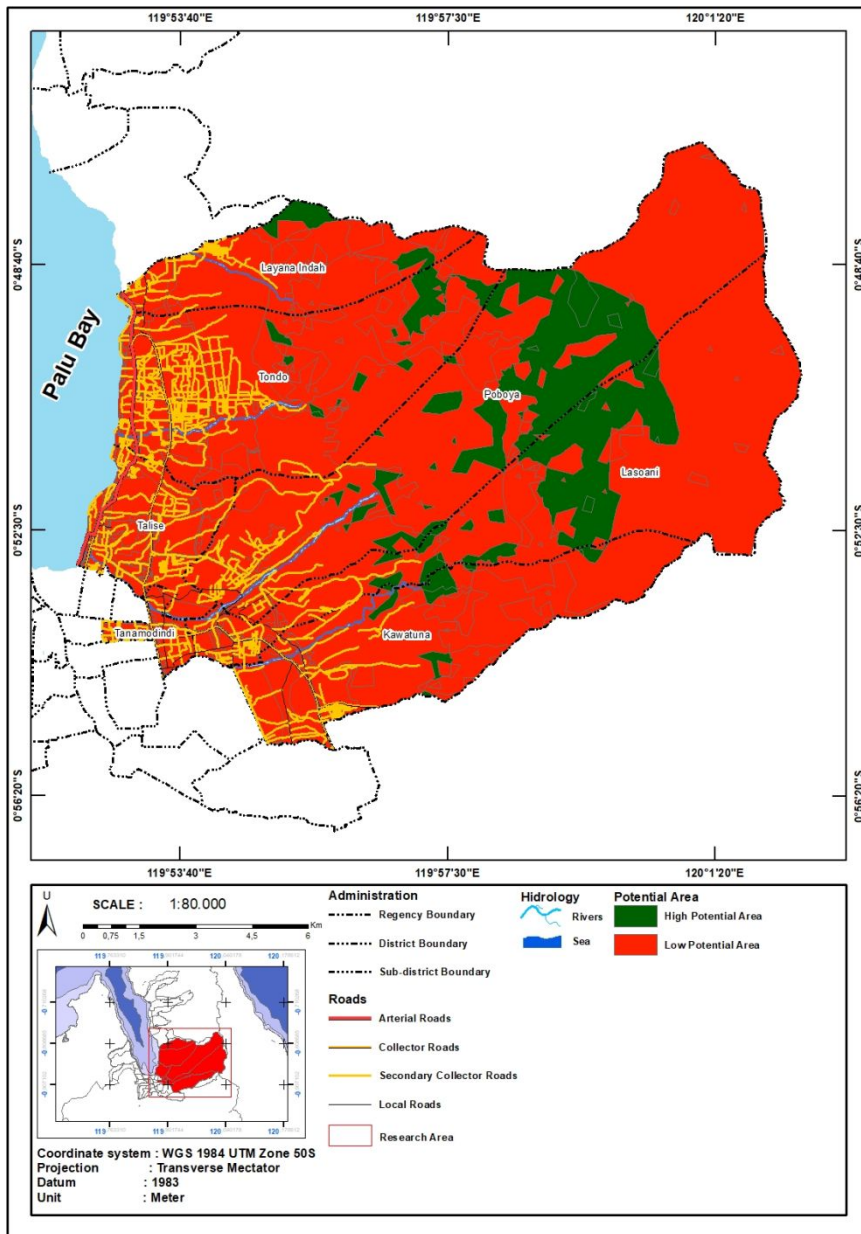 119°53'40"E
119°57'30"E
120°1'20"E
0°48'40"S
0°48'40"S
Layana Indah
Palu Bay
Tondo
Poboya
Lasoani
Talise
0°52'30"S
0°52'30"S
Tanamodindi
Kawatuna
0°56'20"S
0°56'20"S
119°53'40"E
119°57'30"E
120°1'20"E
U
SCALE : 1:80.000
Km
0 0,75 1,5 3 4,5 6
Coordinate system : WGS 1984 UTM Zone 50S
Projection : Transverse Mectator
Datum : 1983
Unit : Meter
Administration
Regency Boundary
District Boundary
Sub-district Boundary
Roads
Arterial Roads
Collector Roads
Secondary Collector Roads
Local Roads
Research Area
Hidrology
Rivers
Sea
Potential Area
High Potential Area
Low Potential Area